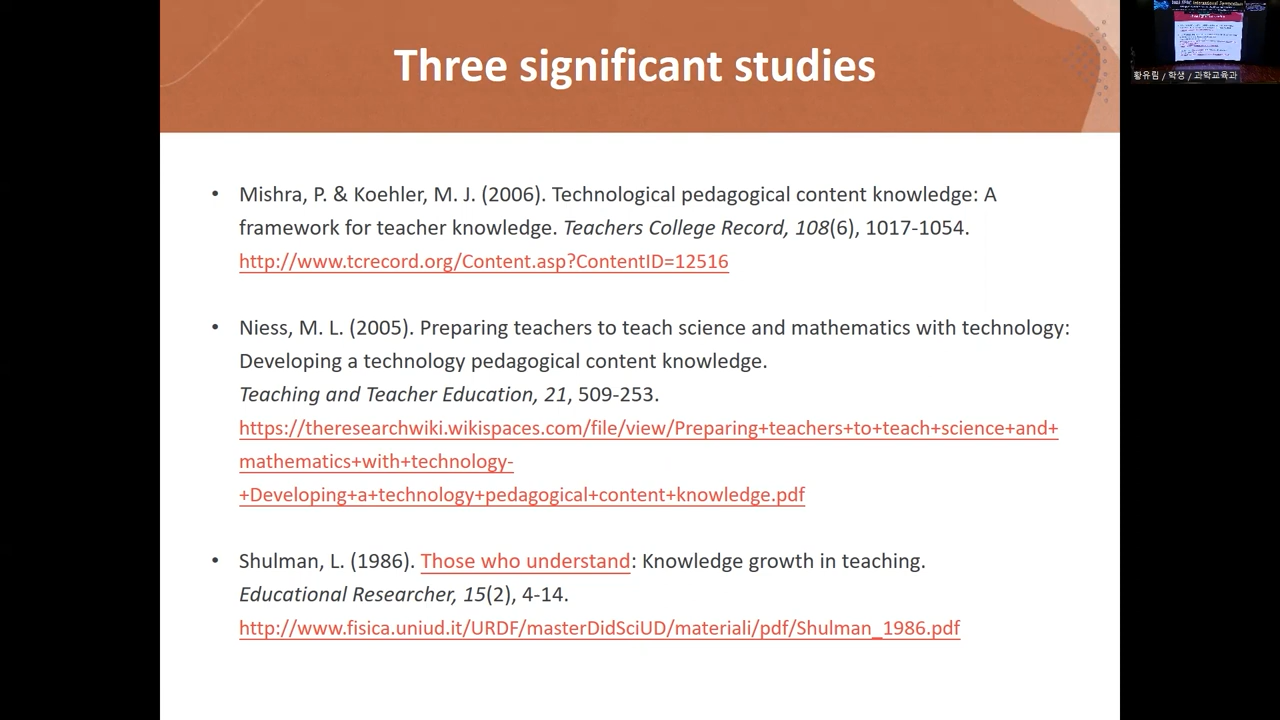 Three significant studies
• Mishra, P. & Koehler, M. J. (2006). Technological pedagogical content knowledge: A
framework for teacher knowledge. Teachers College Record, 108(6), 1017-1054.
http://www.tcrecord.org/Content.asp?ContentID=12516
• Niess, M. L. (2005). Preparing teachers to teach science and mathematics with technology:
Developing a technology pedagogical content knowledge.
Teaching and Teacher Education, 21, 509-253.
https://theresearchwiki.wikispaces.com/file/view/Preparing+teachers+to+teach+science+and+
mathematics+with+technology-
+Developing+a+technology+pedagogical+content+knowledge.pdf
• Shulman, L. (1986). Those who understand: Knowledge growth in teaching.
Educational Researcher, 15(2), 4-14.
http://www.fisica.uniud.it/URDF/masterDidSciUD/materiali/pdf/Shulman_1986.pdf
International Symposium
황유림 / 학생 / 과학교육과